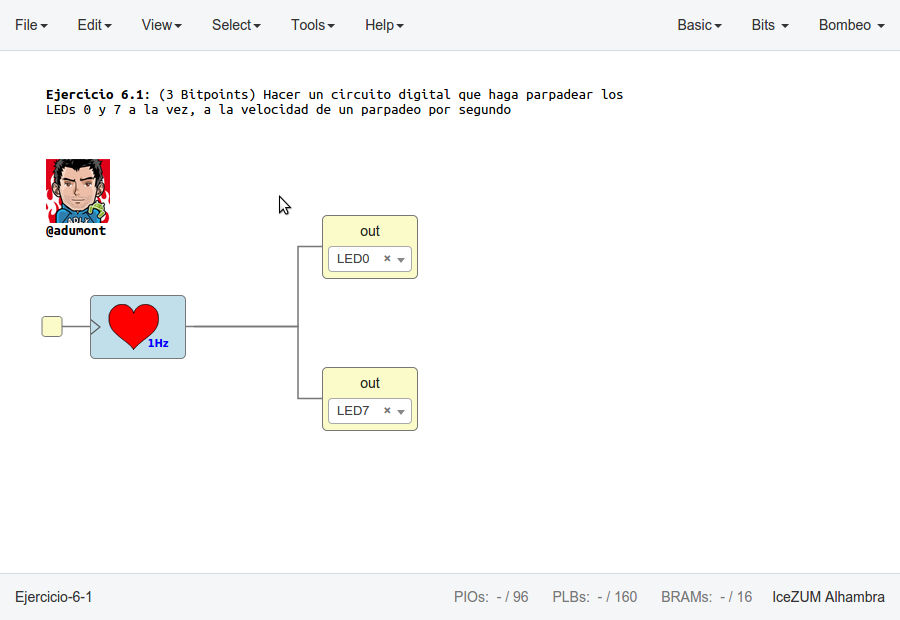 File Edit View Select Tools Help Basic Bits Bombeo
Ejercicio 6.1: (3 Bitpoints) Hacer un circuito digital que haga parpadear los
LEDs 0 y 7 a la vez, a la velocidad de un parpadeo por segundo
@adumont
out
LED0 ×
1Hz
out
LED7 ×
Ejercicio-6-1 PIOs: - / 96 PLBs: - / 160 BRAMs: - / 16 IceZUM Alhambra